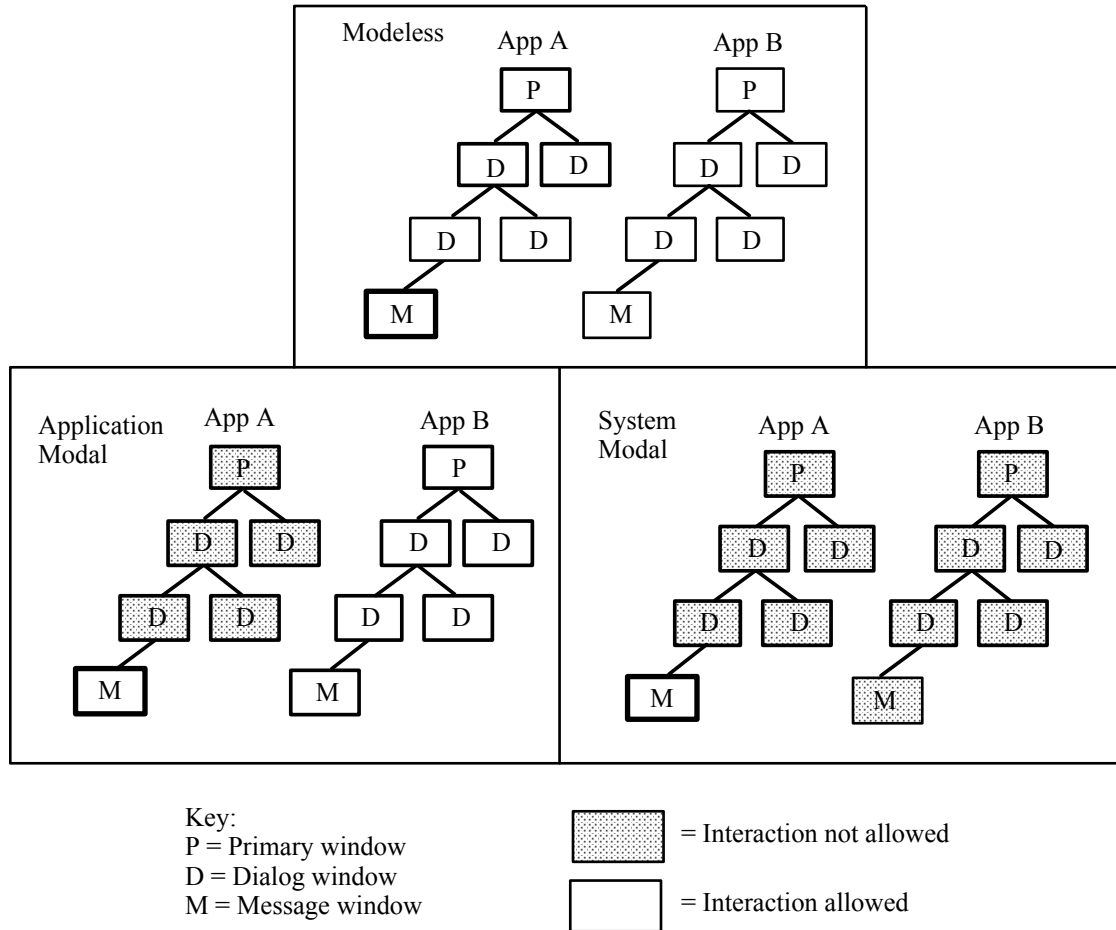 Modeless
App A App B
P P
D D D D
D D D D
M M
Application
Modal
App A App B
P P
D D D D
D D D D
M M
System
Modal
App A App B
P P
D D D D
D D D D
M M
Key:
P = Primary window
D = Dialog window
M = Message window
= Interaction not allowed
= Interaction allowed